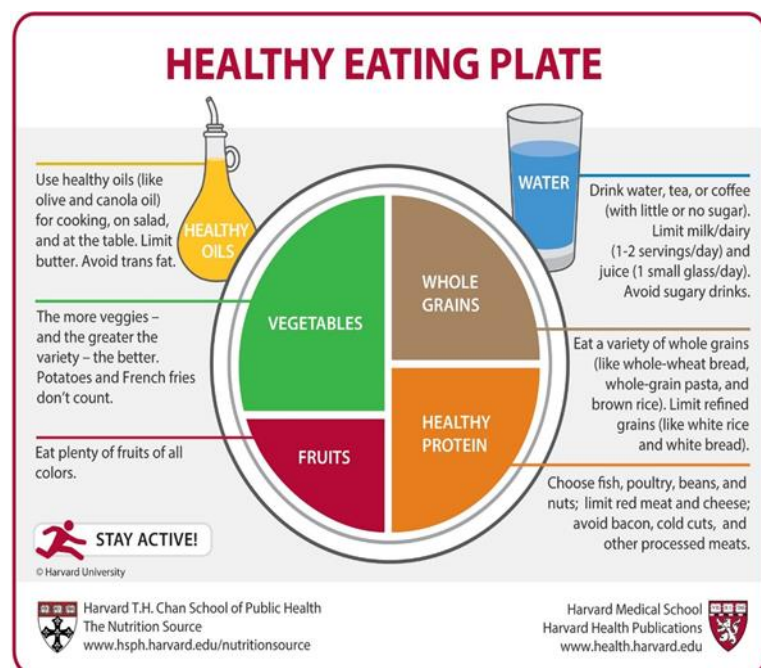 HEALTHY EATING PLATE
Use healthy oils (like
olive and canola oil)
for cooking, on salad,
and at the table. Limit
butter. Avoid trans fat.
HEALTHY
OILS
The more veggies –
and the greater the
variety – the better.
Potatoes and French fries
don't count.
Eat plenty of fruits of all
colors.
VEGETABLES
FRUITS
WHOLE
GRAINS
HEALTHY
PROTEIN
WATER
Drink water, tea, or coffee
(with little or no sugar).
Limit milk/dairy
(1-2 servings/day) and
juice (1 small glass/day).
Avoid sugary drinks.
Eat a variety of whole grains
(like whole-wheat bread,
whole-grain pasta, and
brown rice). Limit refined
grains (like white rice
and white bread).
Choose fish, poultry, beans, and
nuts; limit red meat and cheese;
avoid bacon, cold cuts, and
other processed meats.
STAY ACTIVE!
© Harvard University
Harvard T.H. Chan School of Public Health
The Nutrition Source
www.hsph.harvard.edu/nutritionsource
Harvard Medical School
Harvard Health Publications
www.health.harvard.edu